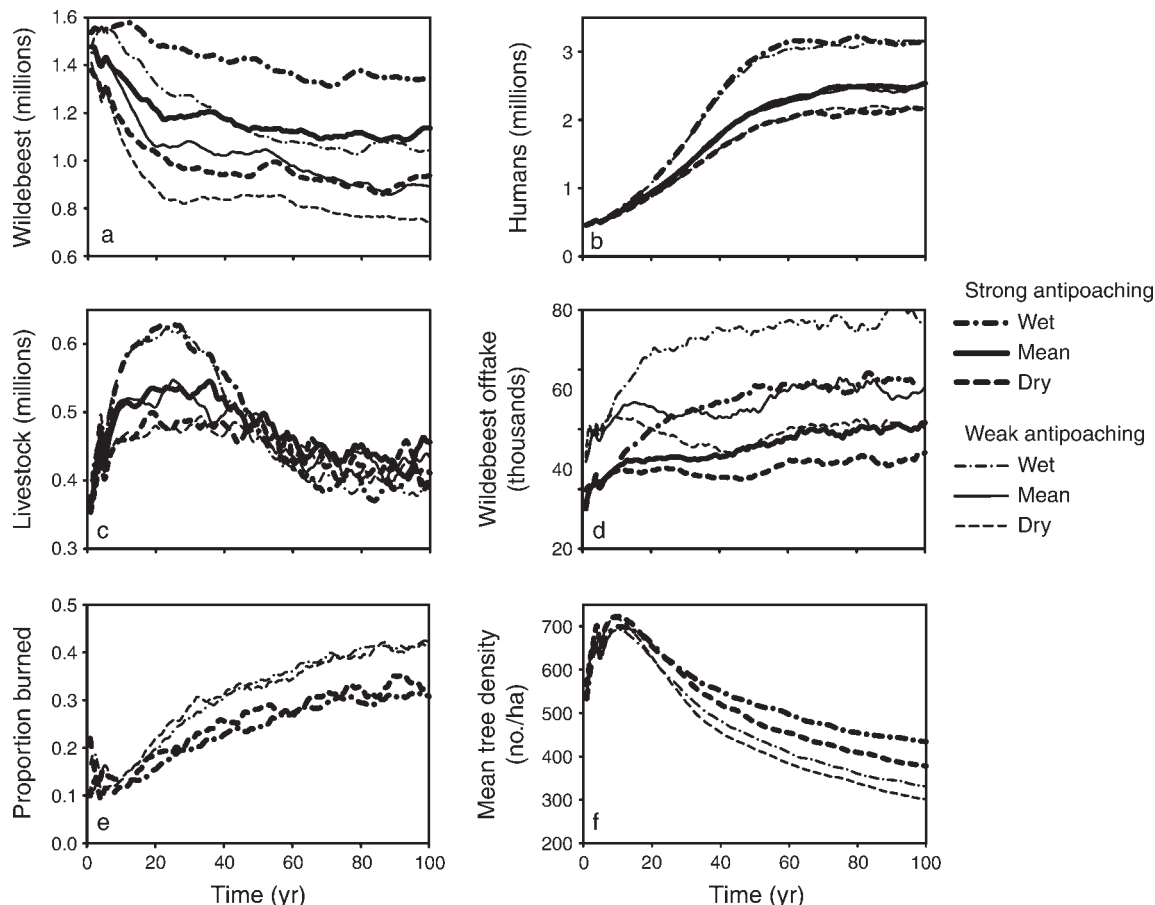 Wildebeest (millions)
1.6
1.4
1.2
1.0
0.8
0.6
a
Humans (millions)
3
2
1
0
b
Livestock (millions)
0.6
0.5
0.4
0.3
c
Wildebeest offtake
(thousands)
80
60
40
20
d
Strong antipoaching
Wet
Mean
Dry
Weak antipoaching
Wet
Mean
Dry
Proportion burned
0.5
0.4
0.3
0.2
0.1
0.0
e
0 20 40 60 80 100
Time (yr)
Mean tree density
(no./ha)
700
600
500
400
300
200
f
0 20 40 60 80 100
Time (yr)